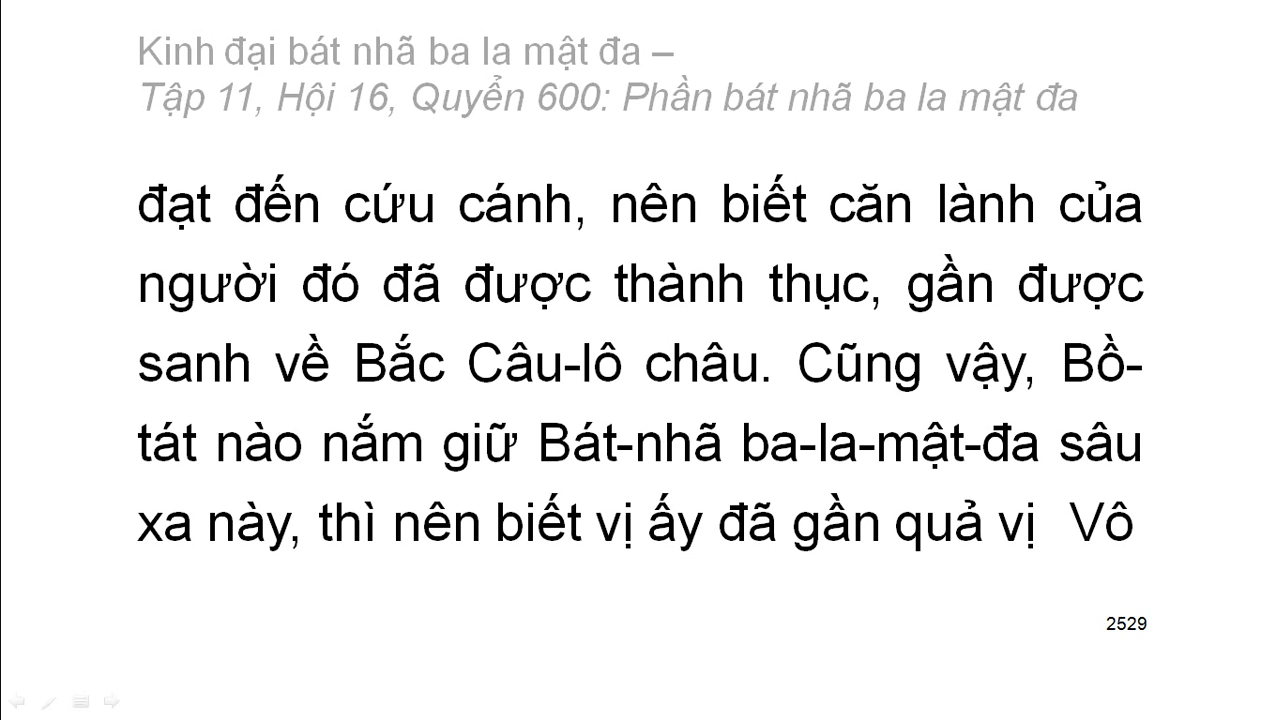 Kinh đại bát nhã ba la mật đa –
Tập 11, Hội 16, Quyển 600: Phần bát nhã ba la mật đa
đạt đến cứu cánh, nên biết căn lành của
người đó đã được thành thục, gần được
sanh về Bắc Câu-lô châu. Cũng vậy, Bồ-
tát nào nắm giữ Bát-nhã ba-la-mật-đa sâu
xa này, thì nên biết vị ấy đã gần quả vị Vô
2529